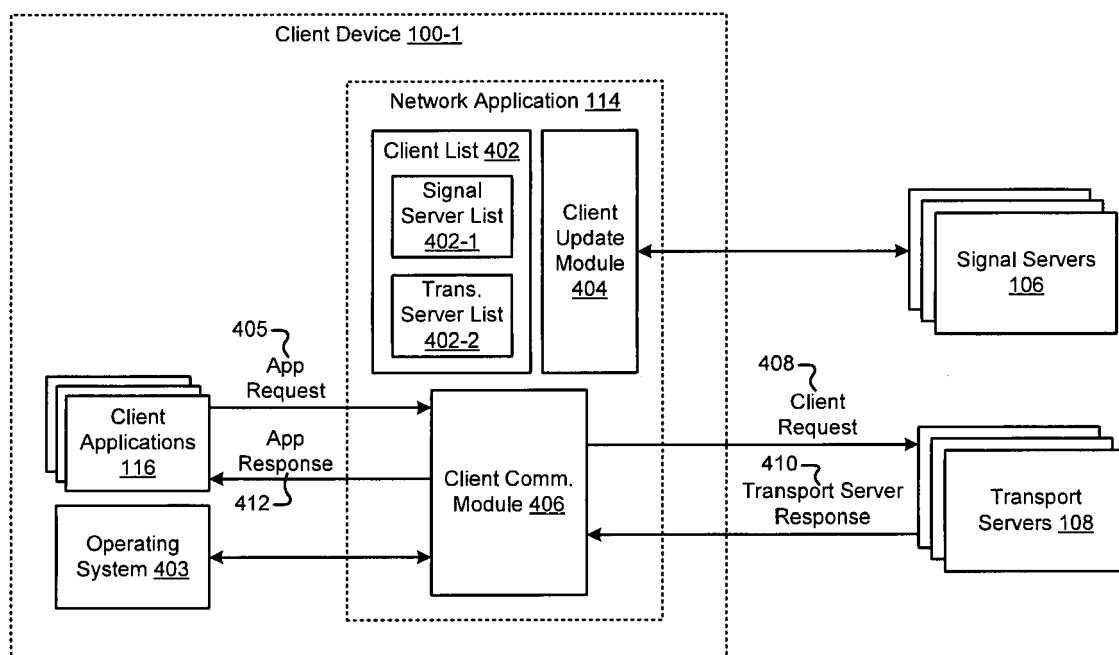 Client Device 100-1
Network Application 114
Client List 402
Signal
Server List
402-1
Trans.
Server List
402-2
Client
Update
Module
404
Signal Servers
106
405
App
Request
408
Client
Request
Client
Applications
116
App
Response
412
Client Comm.
Module 406
410
Transport Server
Response
Transport
Servers 108
Operating
System 403